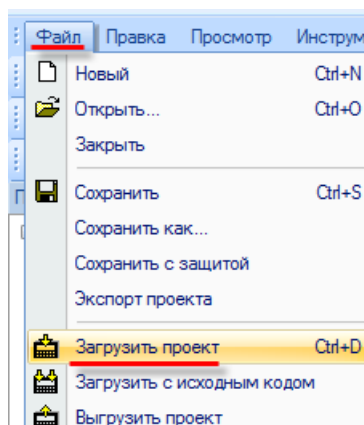 Файл Правка Просмотр Инструм
Новый Ctrl+N
Открыть... Ctrl+O
Закрыть
Сохранить Ctrl+S
Сохранить как...
Сохранить с защитой
Экспорт проекта
Загрузить проект Ctrl+D
Загрузить с исходным кодом
Выгрузить проект